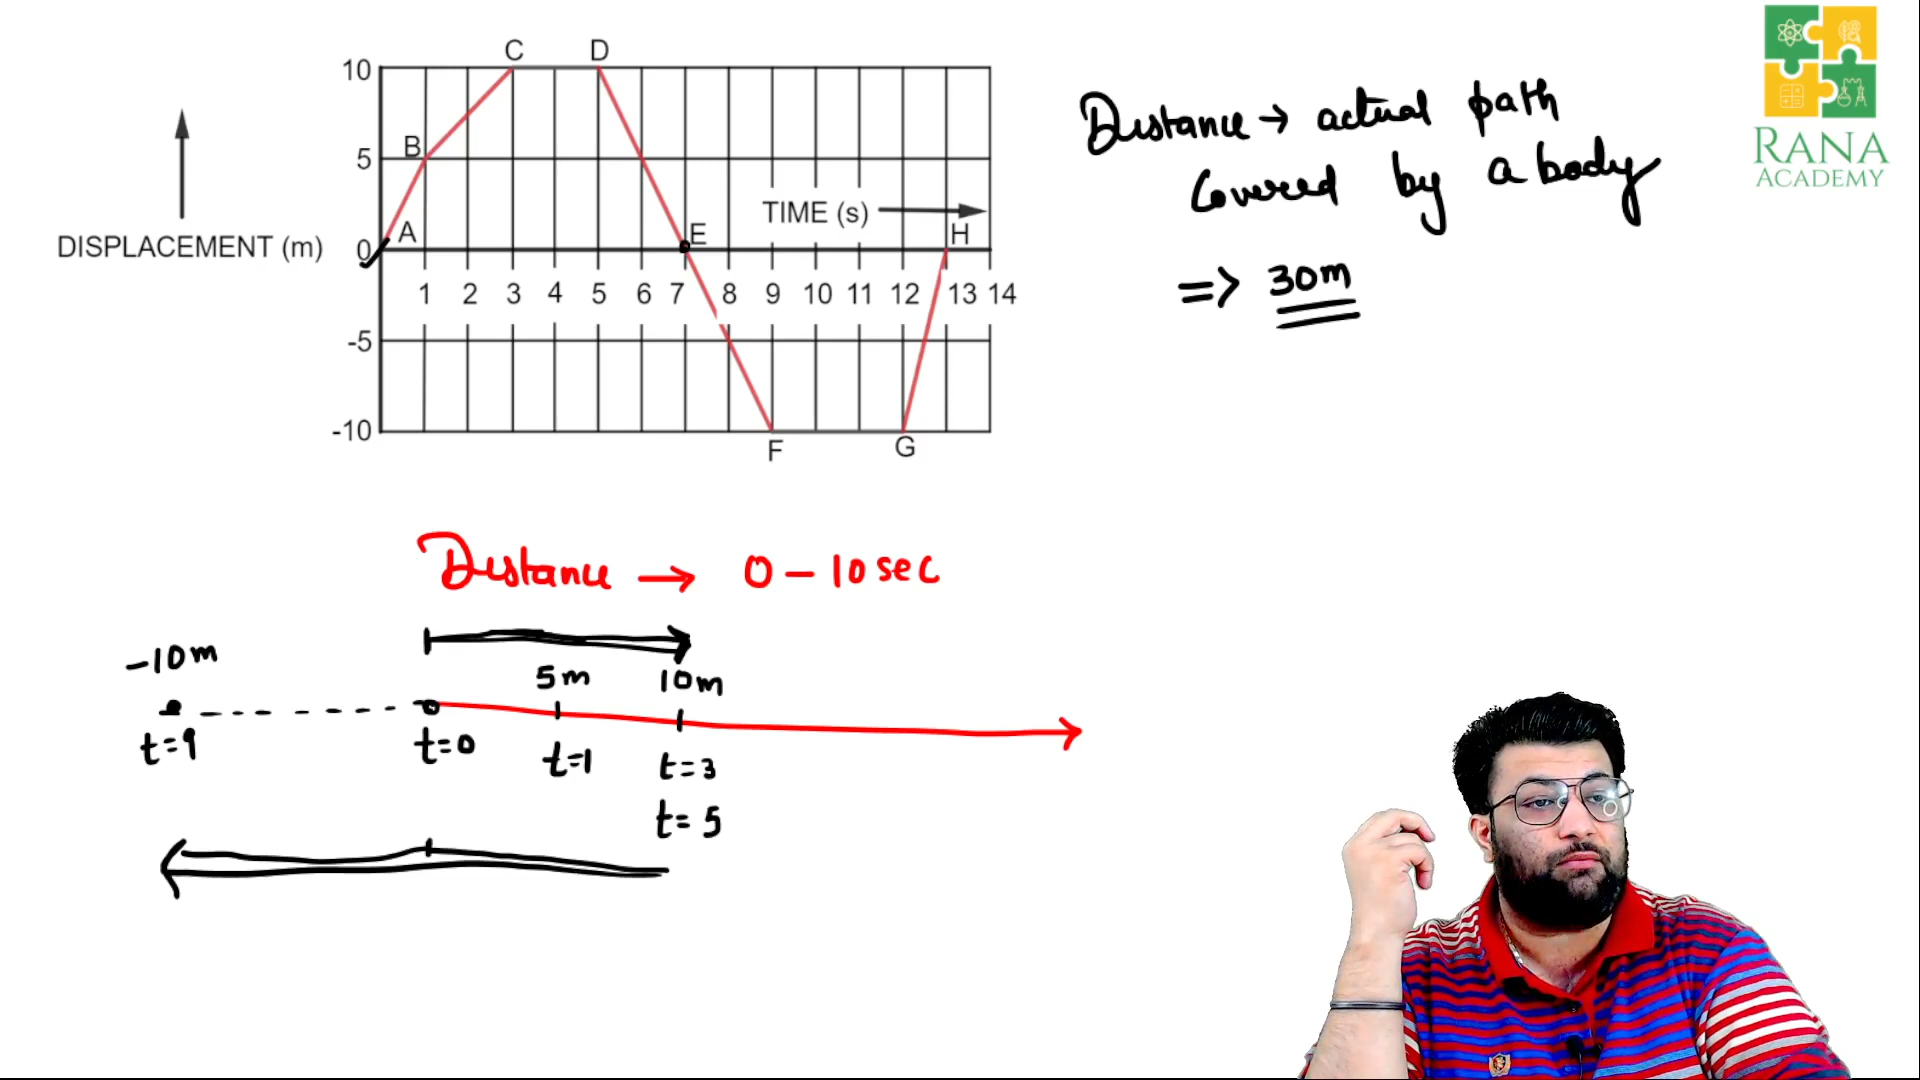 C D
10
B
5
TIME (s)
A
E
H
DISPLACEMENT (m)
0
1 2 3 4 5 6 7 8 9 10 11 12 13 14
-5
-10
F
G
Distance → actual path
covered by a body
=> 30m
RANA
ACADEMY
Distance → 0 - 10 sec
-10m
5m
10m
t=9
t=0
t=1
t=3
t=5